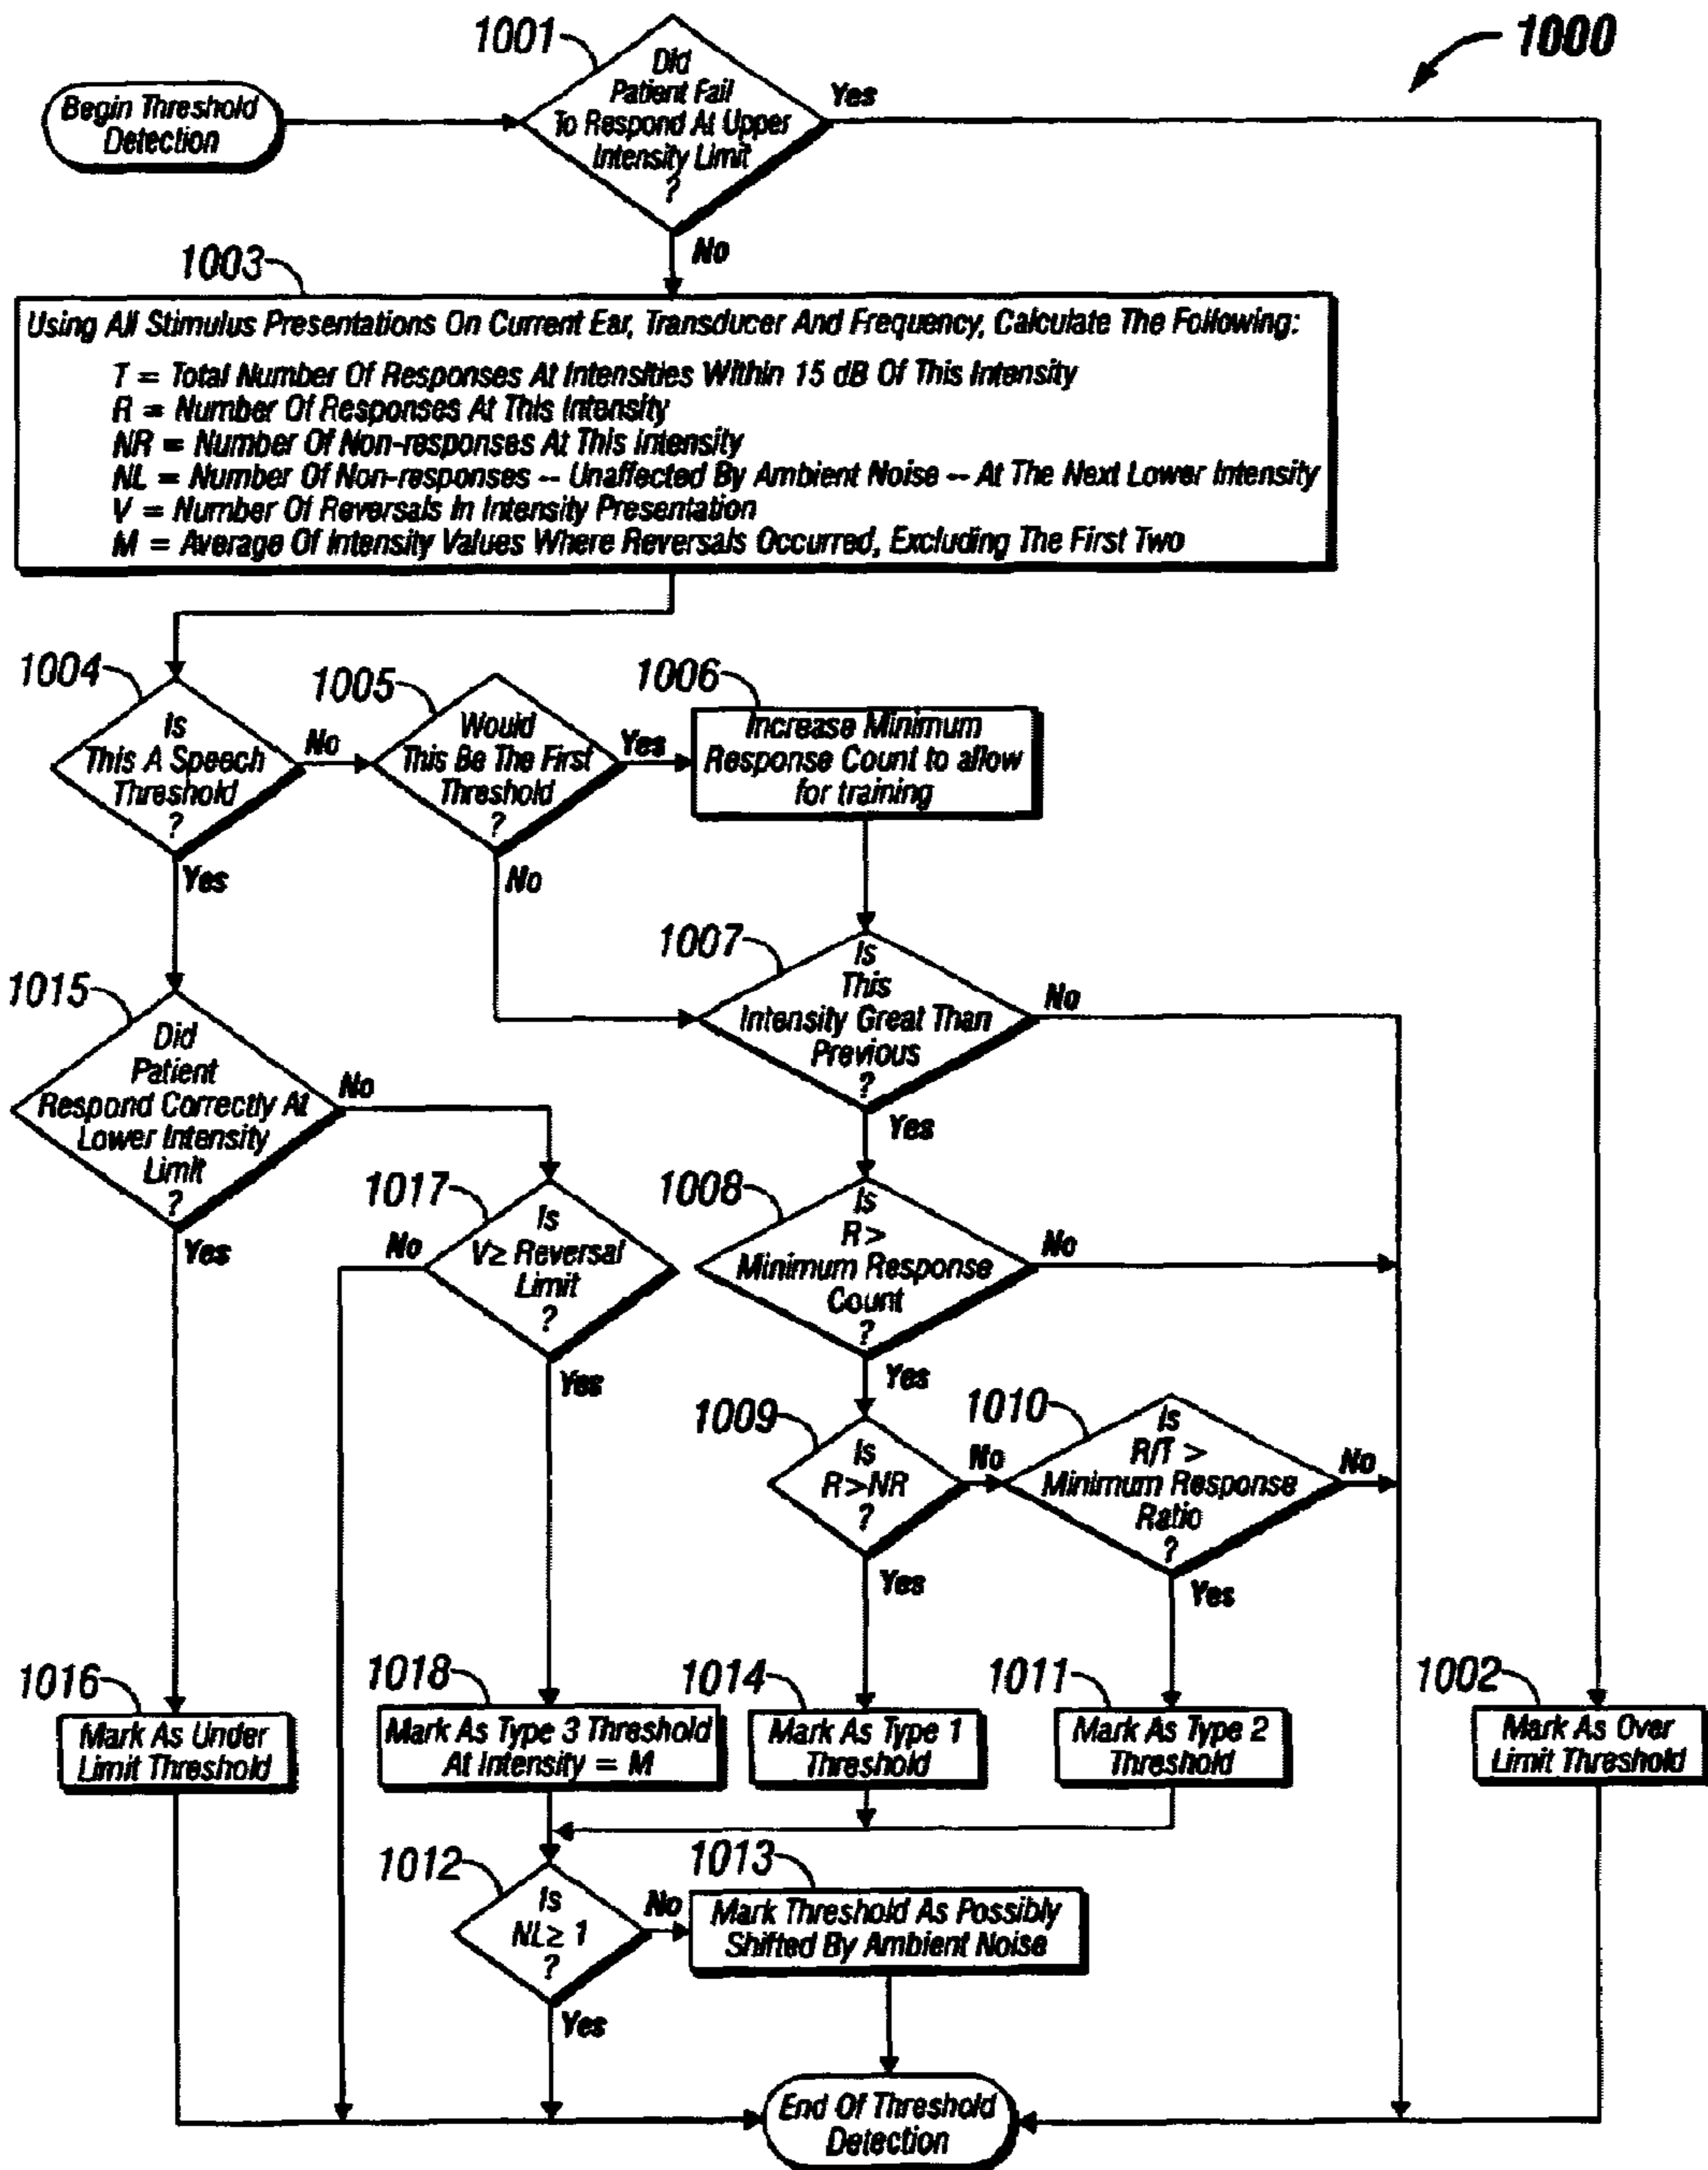 1000
1001
Begin Threshold
Detection
Did
Patient Fail
To Respond At Upper
Intensity Limit
?
Yes
No
1003
Using All Stimulus Presentations On Current Ear, Transducer And Frequency, Calculate The Following:
T = Total Number Of Responses At Intensities Within 15 dB Of This Intensity
R = Number Of Responses At This Intensity
NR = Number Of Non-responses At This Intensity
NL = Number Of Non-responses -- Unaffected By Ambient Noise -- At The Next Lower Intensity
V = Number Of Reversals In Intensity Presentation
M = Average Of Intensity Values Where Reversals Occurred, Excluding The First Two
1004
Is
This A Speech
Threshold
?
No
Yes
1005
Would
This Be The First
Threshold
?
Yes
No
1006
Increase Minimum
Response Count to allow
for training
1007
Is
This
Intensity Great Than
Previous
?
No
Yes
1015
Did
Patient
Respond Correctly At
Lower Intensity
Limit
?
No
Yes
1017
Is
V≥ Reversal
Limit
?
No
Yes
1008
Is
R>
Minimum Response
Count
?
No
Yes
1009
Is
R>NR
?
No
Yes
1010
Is
R/T >
Minimum Response
Ratio
?
No
Yes
1016
Mark As Under
Limit Threshold
1018
Mark As Type 3 Threshold
At Intensity = M
1014
Mark As Type 1
Threshold
1011
Mark As Type 2
Threshold
1002
Mark As Over
Limit Threshold
1012
Is
NL≥ 1
?
No
Yes
1013
Mark Threshold As Possibly
Shifted By Ambient Noise
End Of Threshold
Detection